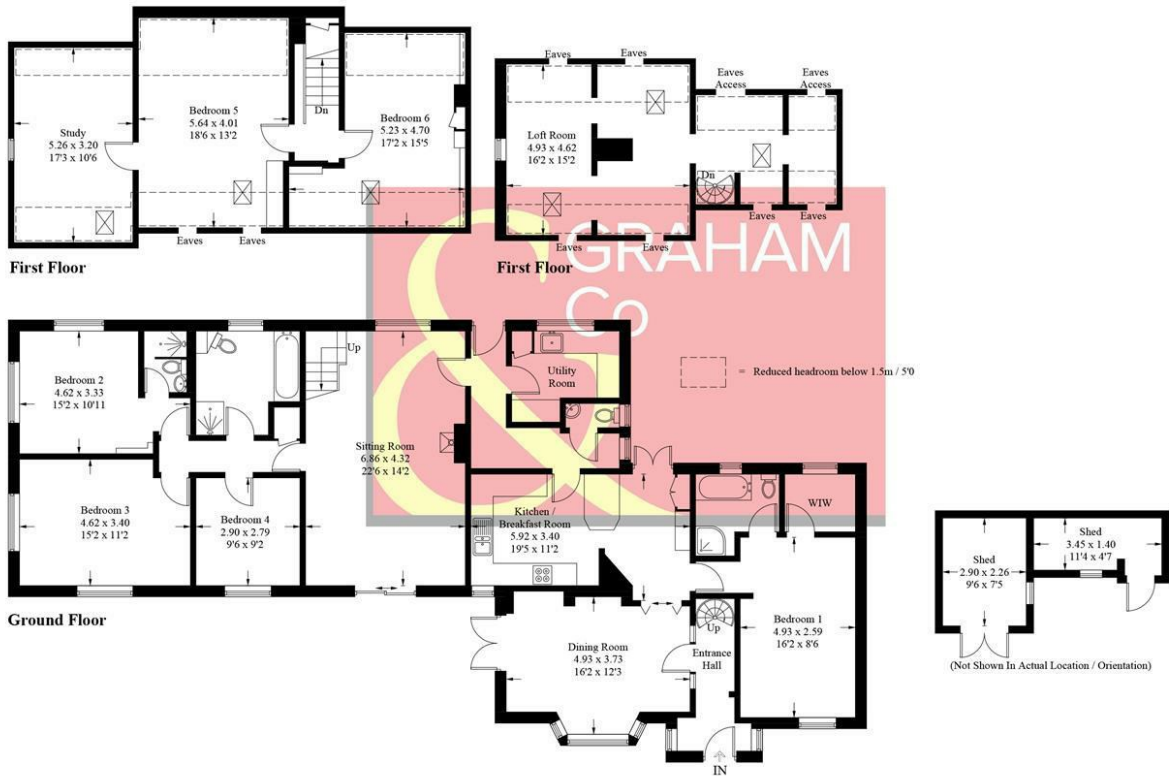 Study
5.26 x 3.20
17'3 x 10'6
Bedroom 5
5.64 x 4.01
18'6 x 13'2
Dn
Bedroom 6
5.23 x 4.70
17'2 x 15'5
Eaves
Eaves
First Floor
Eaves
Eaves
Eaves
Access
Eaves
Access
Loft Room
4.93 x 4.62
16'2 x 15'2
Dn
Eaves
Eaves
Eaves
Eaves
First Floor
&
GRAHAM
Co
= Reduced headroom below 1.5m / 5'0
Bedroom 2
4.62 x 3.33
15'2 x 10'11
Up
Utility
Room
Sitting Room
6.86 x 4.32
22'6 x 14'2
Bedroom 3
4.62 x 3.40
15'2 x 11'2
Bedroom 4
2.90 x 2.79
9'6 x 9'2
Kitchen /
Breakfast Room
5.92 x 3.40
19'5 x 11'2
WIW
Ground Floor
Dining Room
4.93 x 3.73
16'2 x 12'3
Up
Entrance
Hall
Bedroom 1
4.93 x 2.59
16'2 x 8'6
IN
Shed
2.90 x 2.26
9'6 x 7'5
Shed
3.45 x 1.40
11'4 x 4'7
(Not Shown In Actual Location / Orientation)